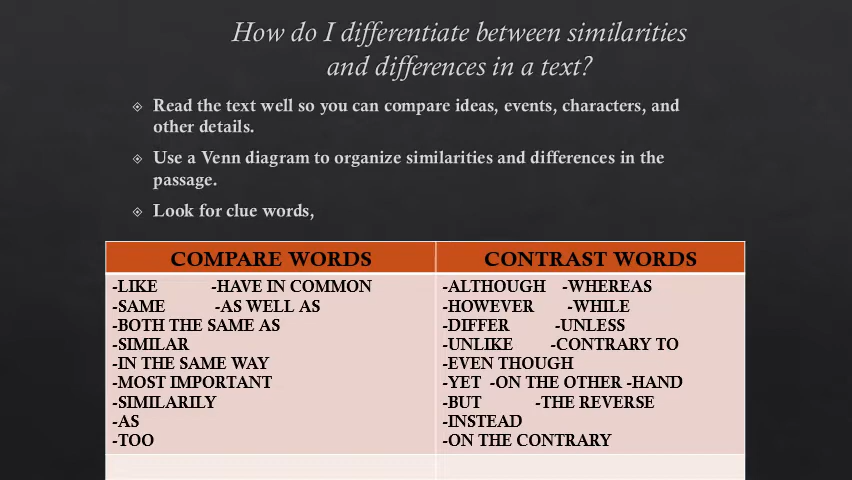 How do I differentiate between similarities
and differences in a text?
Read the text well so you can compare ideas, events, characters, and
other details.
Use a Venn diagram to organize similarities and differences in the
passage.
Look for clue words,
COMPARE WORDS
-LIKE -HAVE IN COMMON
-SAME -AS WELL AS
-BOTH THE SAME AS
-SIMILAR
-IN THE SAME WAY
-MOST IMPORTANT
-SIMILARILY
-AS
-TOO
CONTRAST WORDS
-ALTHOUGH -WHEREAS
-HOWEVER -WHILE
-DIFFER -UNLESS
-UNLIKE -CONTRARY TO
-EVEN THOUGH
-YET -ON THE OTHER -HAND
-BUT -THE REVERSE
-INSTEAD
-ON THE CONTRARY